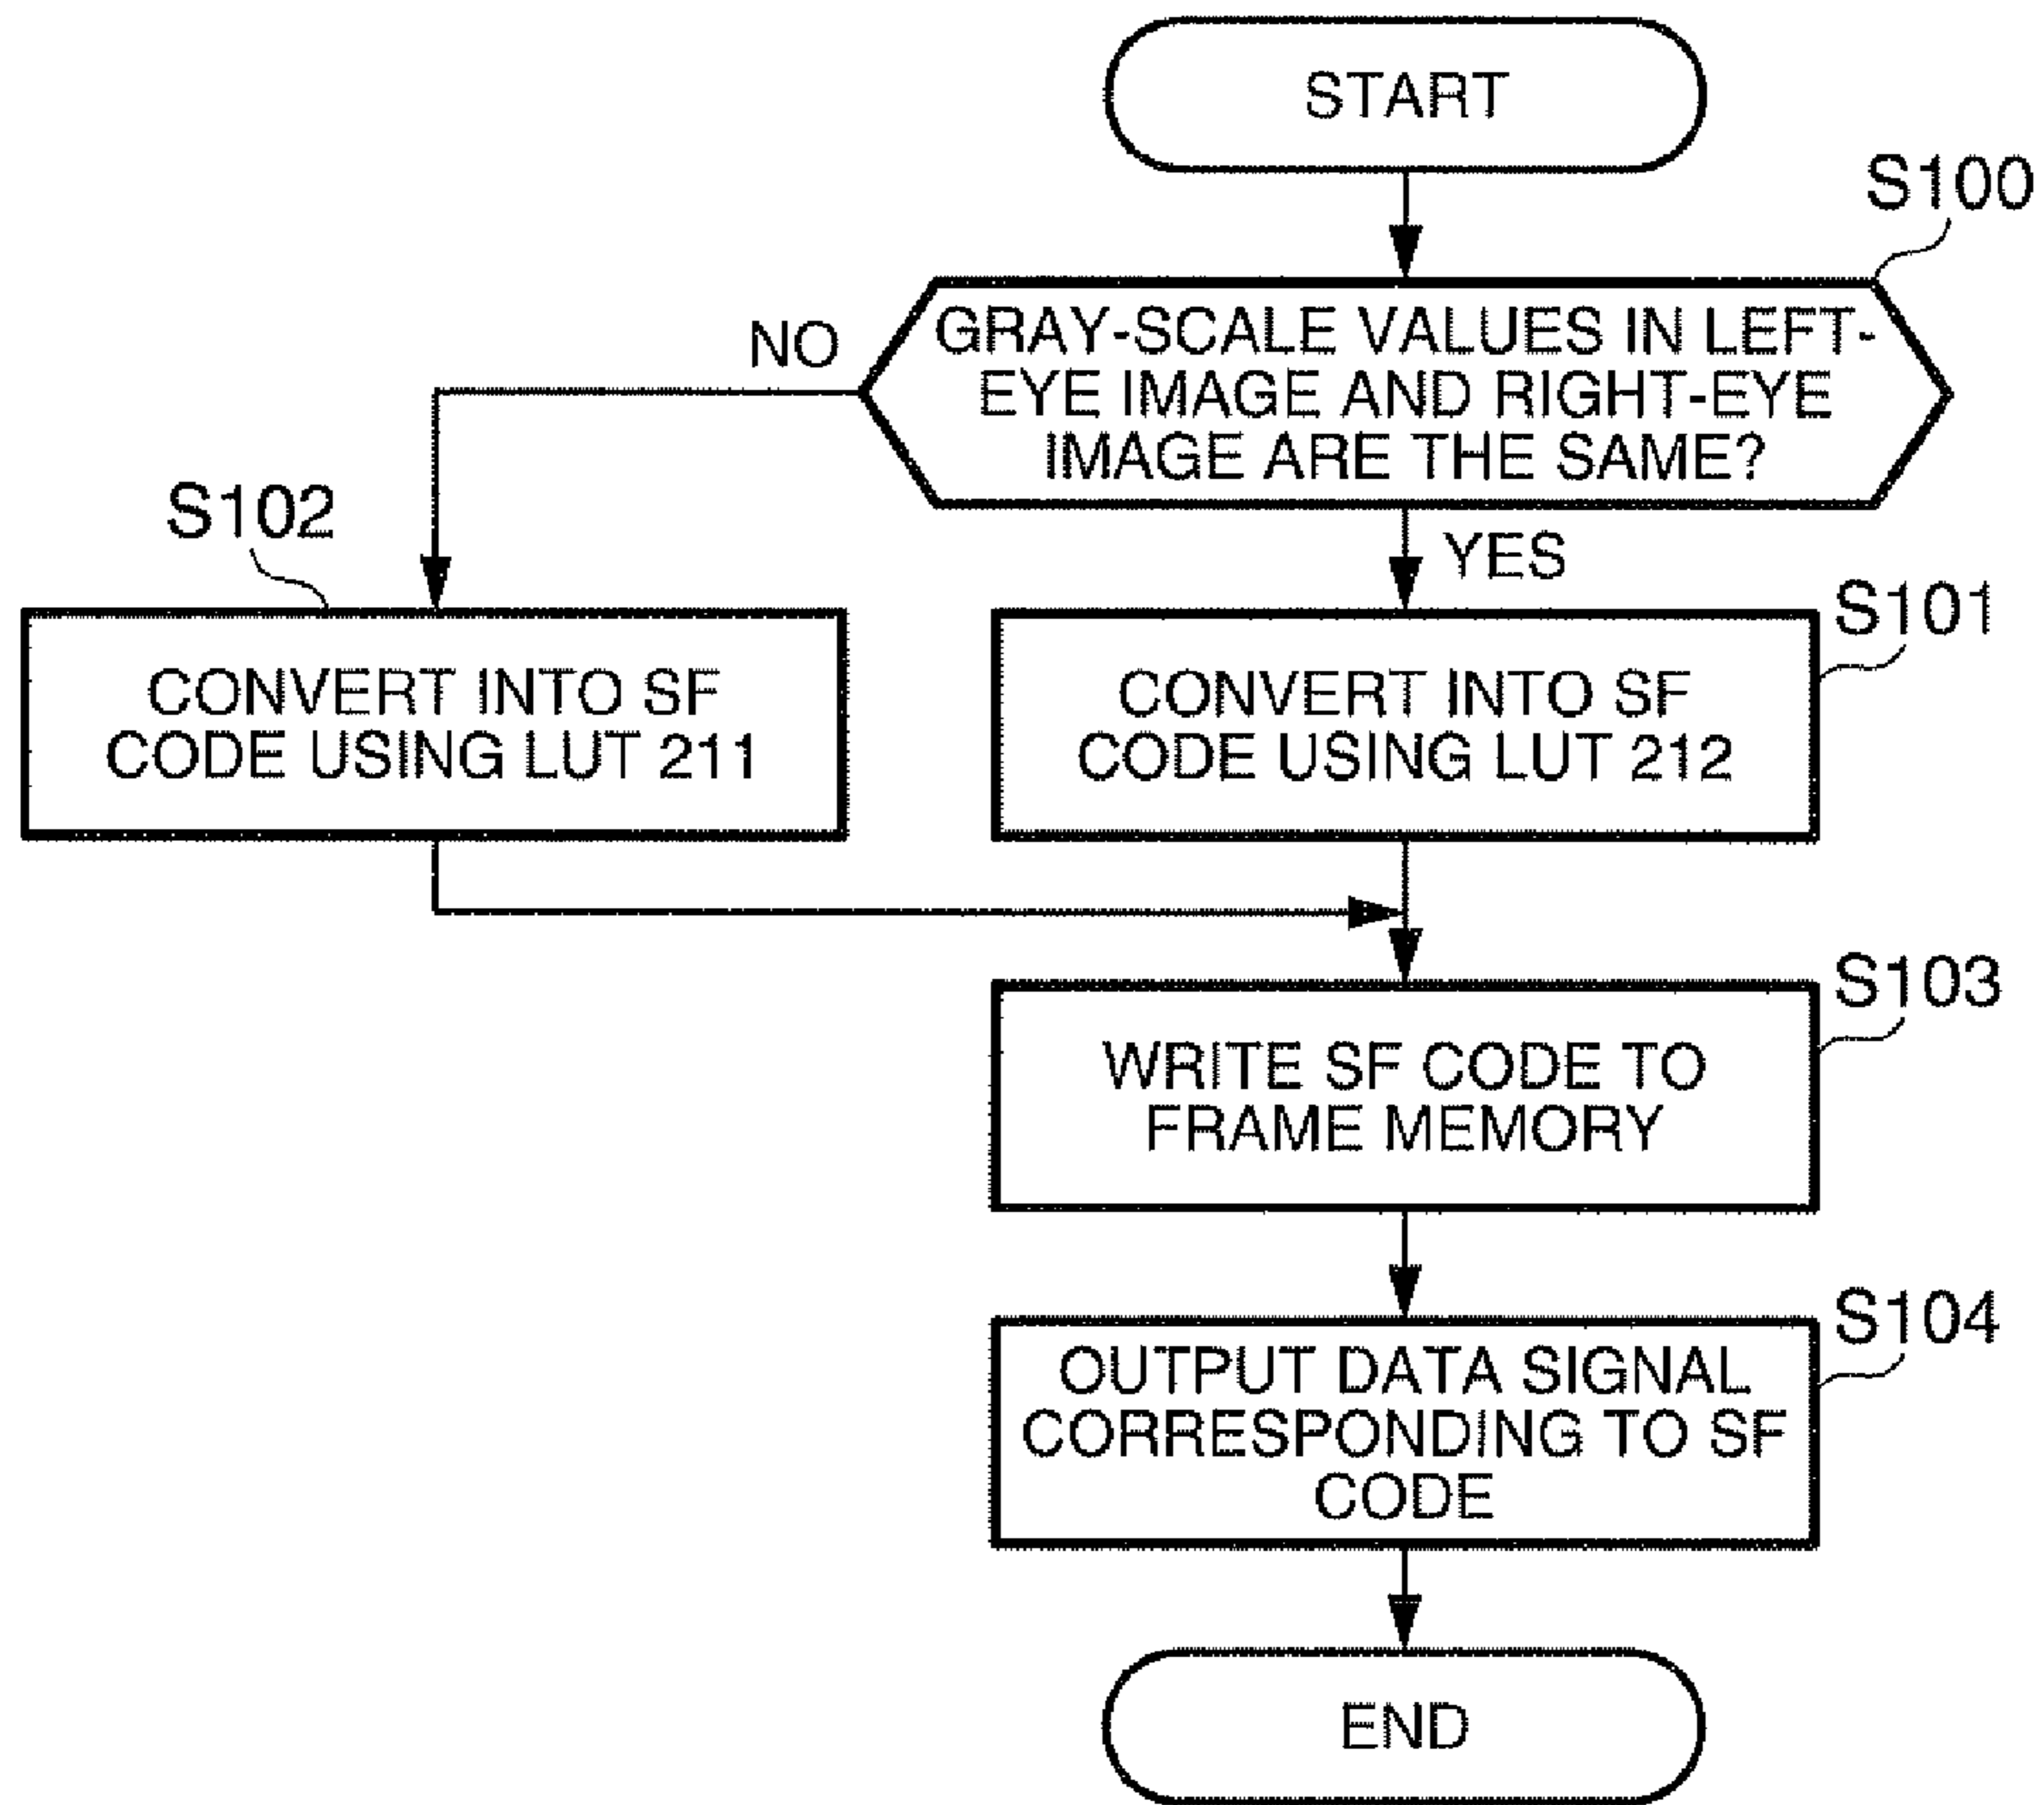 START
S100
GRAY-SCALE VALUES IN LEFT-
EYE IMAGE AND RIGHT-EYE
IMAGE ARE THE SAME?
NO
YES
S102
CONVERT INTO SF
CODE USING LUT 211
S101
CONVERT INTO SF
CODE USING LUT 212
S103
WRITE SF CODE TO
FRAME MEMORY
S104
OUTPUT DATA SIGNAL
CORRESPONDING TO SF
CODE
END